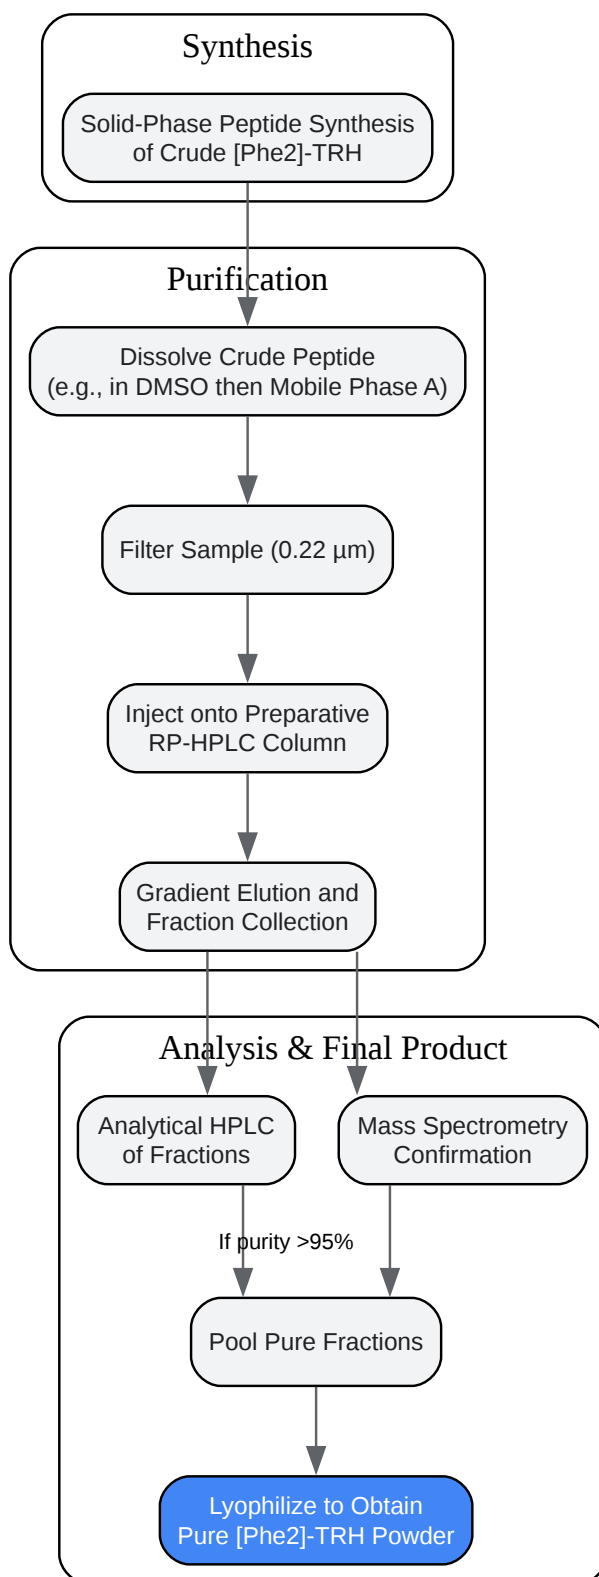 Synthesis
Solid-Phase Peptide Synthesis
of Crude [Phe2]-TRH
Purification
Dissolve Crude Peptide
(e.g., in DMSO then Mobile Phase A)
Filter Sample (0.22 µm)
Inject onto Preparative
RP-HPLC Column
Gradient Elution and
Fraction Collection
Analysis & Final Product
Analytical HPLC
of Fractions
Mass Spectrometry
Confirmation
If purity >95%
Pool Pure Fractions
Lyophilize to Obtain
Pure [Phe2]-TRH Powder